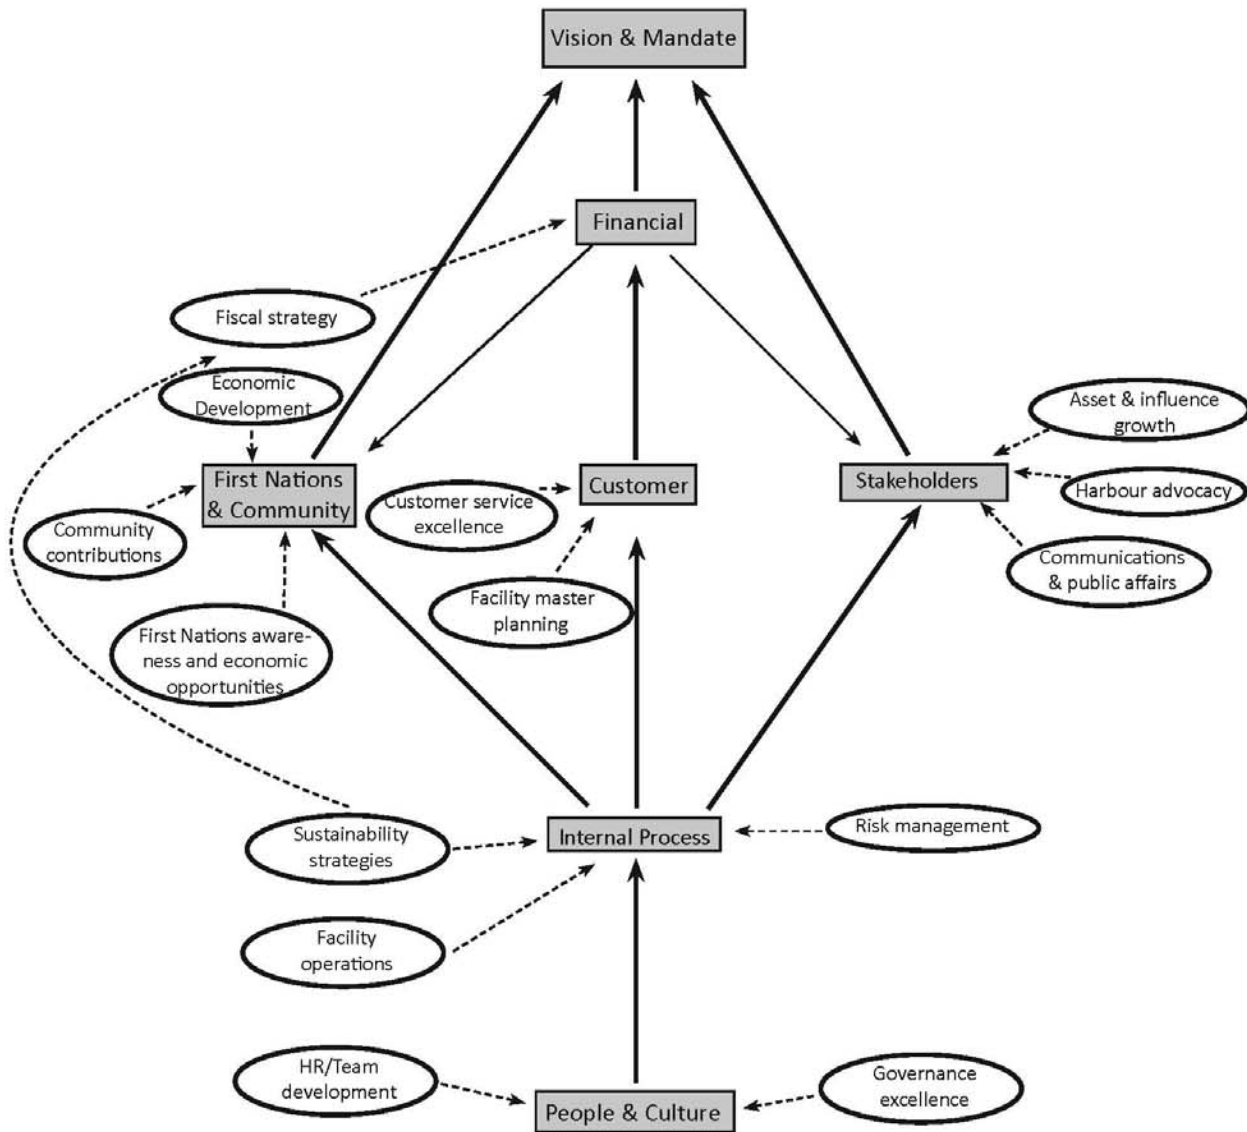 Vision & Mandate
Financial
Fiscal strategy
Economic
Development
Asset & influence
growth
First Nations
& Community
Customer
Stakeholders
Customer service
excellence
Harbour advocacy
Community
contributions
Communications
& public affairs
Facility master
planning
First Nations aware-
ness and economic
opportunities
Sustainability
strategies
Internal Process
Risk management
Facility
operations
HR/Team
development
People & Culture
Governance
excellence